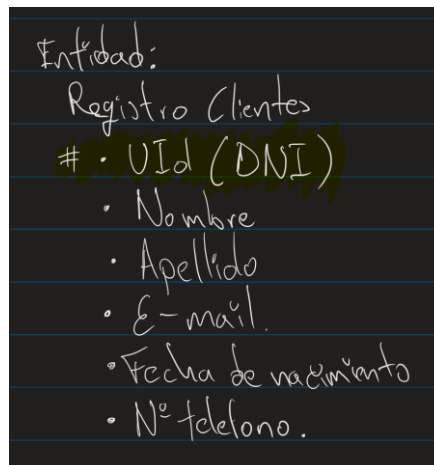 Entidad:
Registro Clientes
# · UId (DNI)
· Nombre
· Apellido
· E-mail.
· Fecha de nacimiento
· Nº telefono.